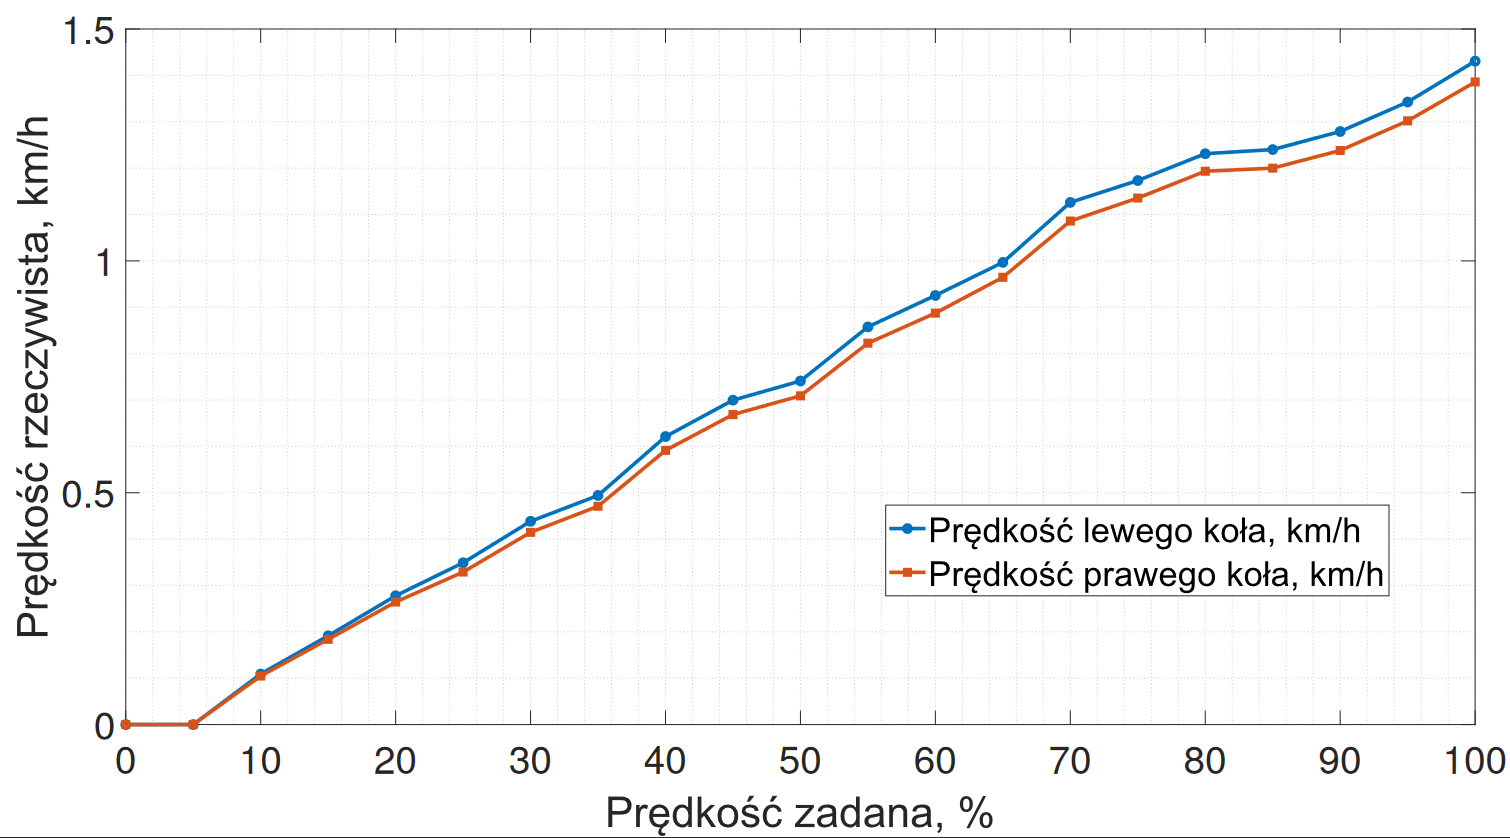 1.5
1
0.5
0
0 10 20 30 40 50 60 70 80 90 100
Prędkość rzeczywista, km/h
Prędkość zadana, %
Prędkość lewego koła, km/h
Prędkość prawego koła, km/h